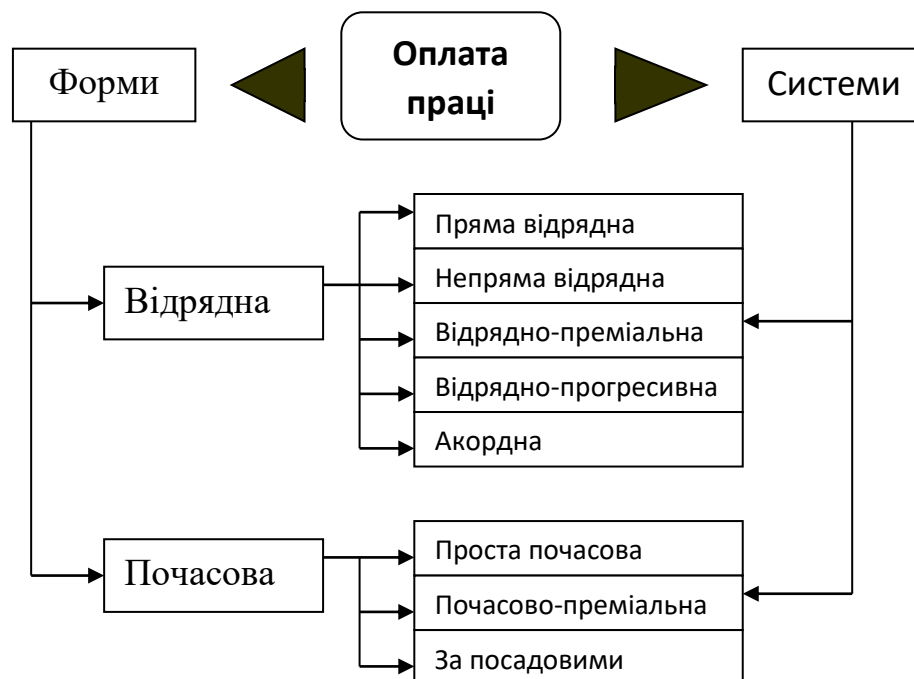 Оплата
праці
Форми
Системи
Відрядна
Пряма відрядна
Непряма відрядна
Відрядно-преміальна
Відрядно-прогресивна
Акордна
Почасова
Проста почасова
Почасово-преміальна
За посадовими